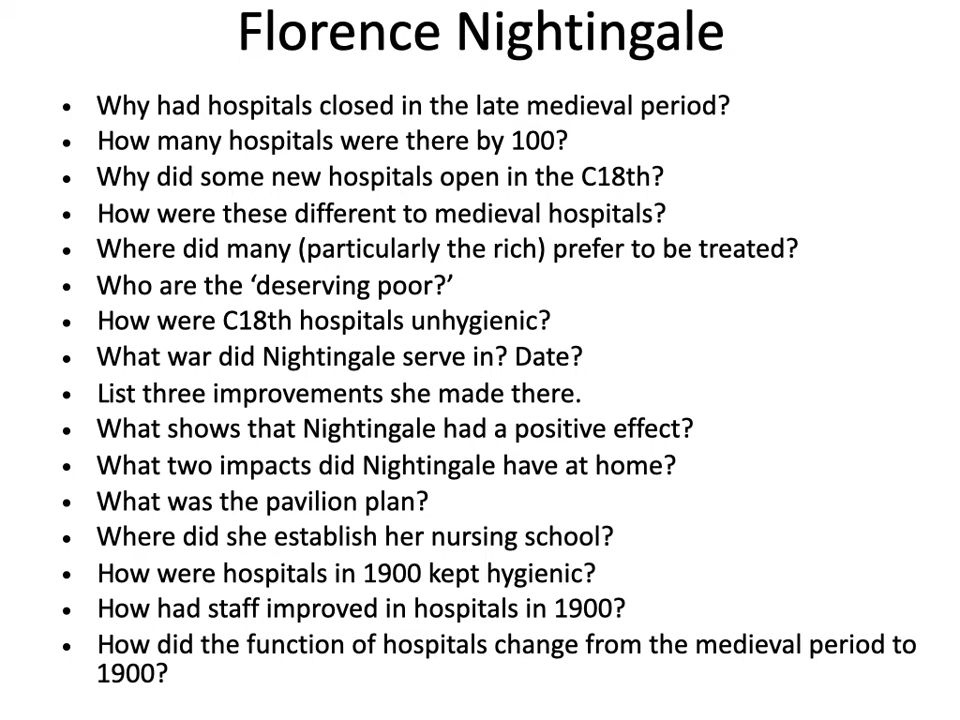 Florence Nightingale
• Why had hospitals closed in the late medieval period?
• How many hospitals were there by 100?
• Why did some new hospitals open in the C18th?
• How were these different to medieval hospitals?
• Where did many (particularly the rich) prefer to be treated?
• Who are the ‘deserving poor?’
• How were C18th hospitals unhygienic?
• What war did Nightingale serve in? Date?
• List three improvements she made there.
• What shows that Nightingale had a positive effect?
• What two impacts did Nightingale have at home?
• What was the pavilion plan?
• Where did she establish her nursing school?
• How were hospitals in 1900 kept hygienic?
• How had staff improved in hospitals in 1900?
• How did the function of hospitals change from the medieval period to
1900?